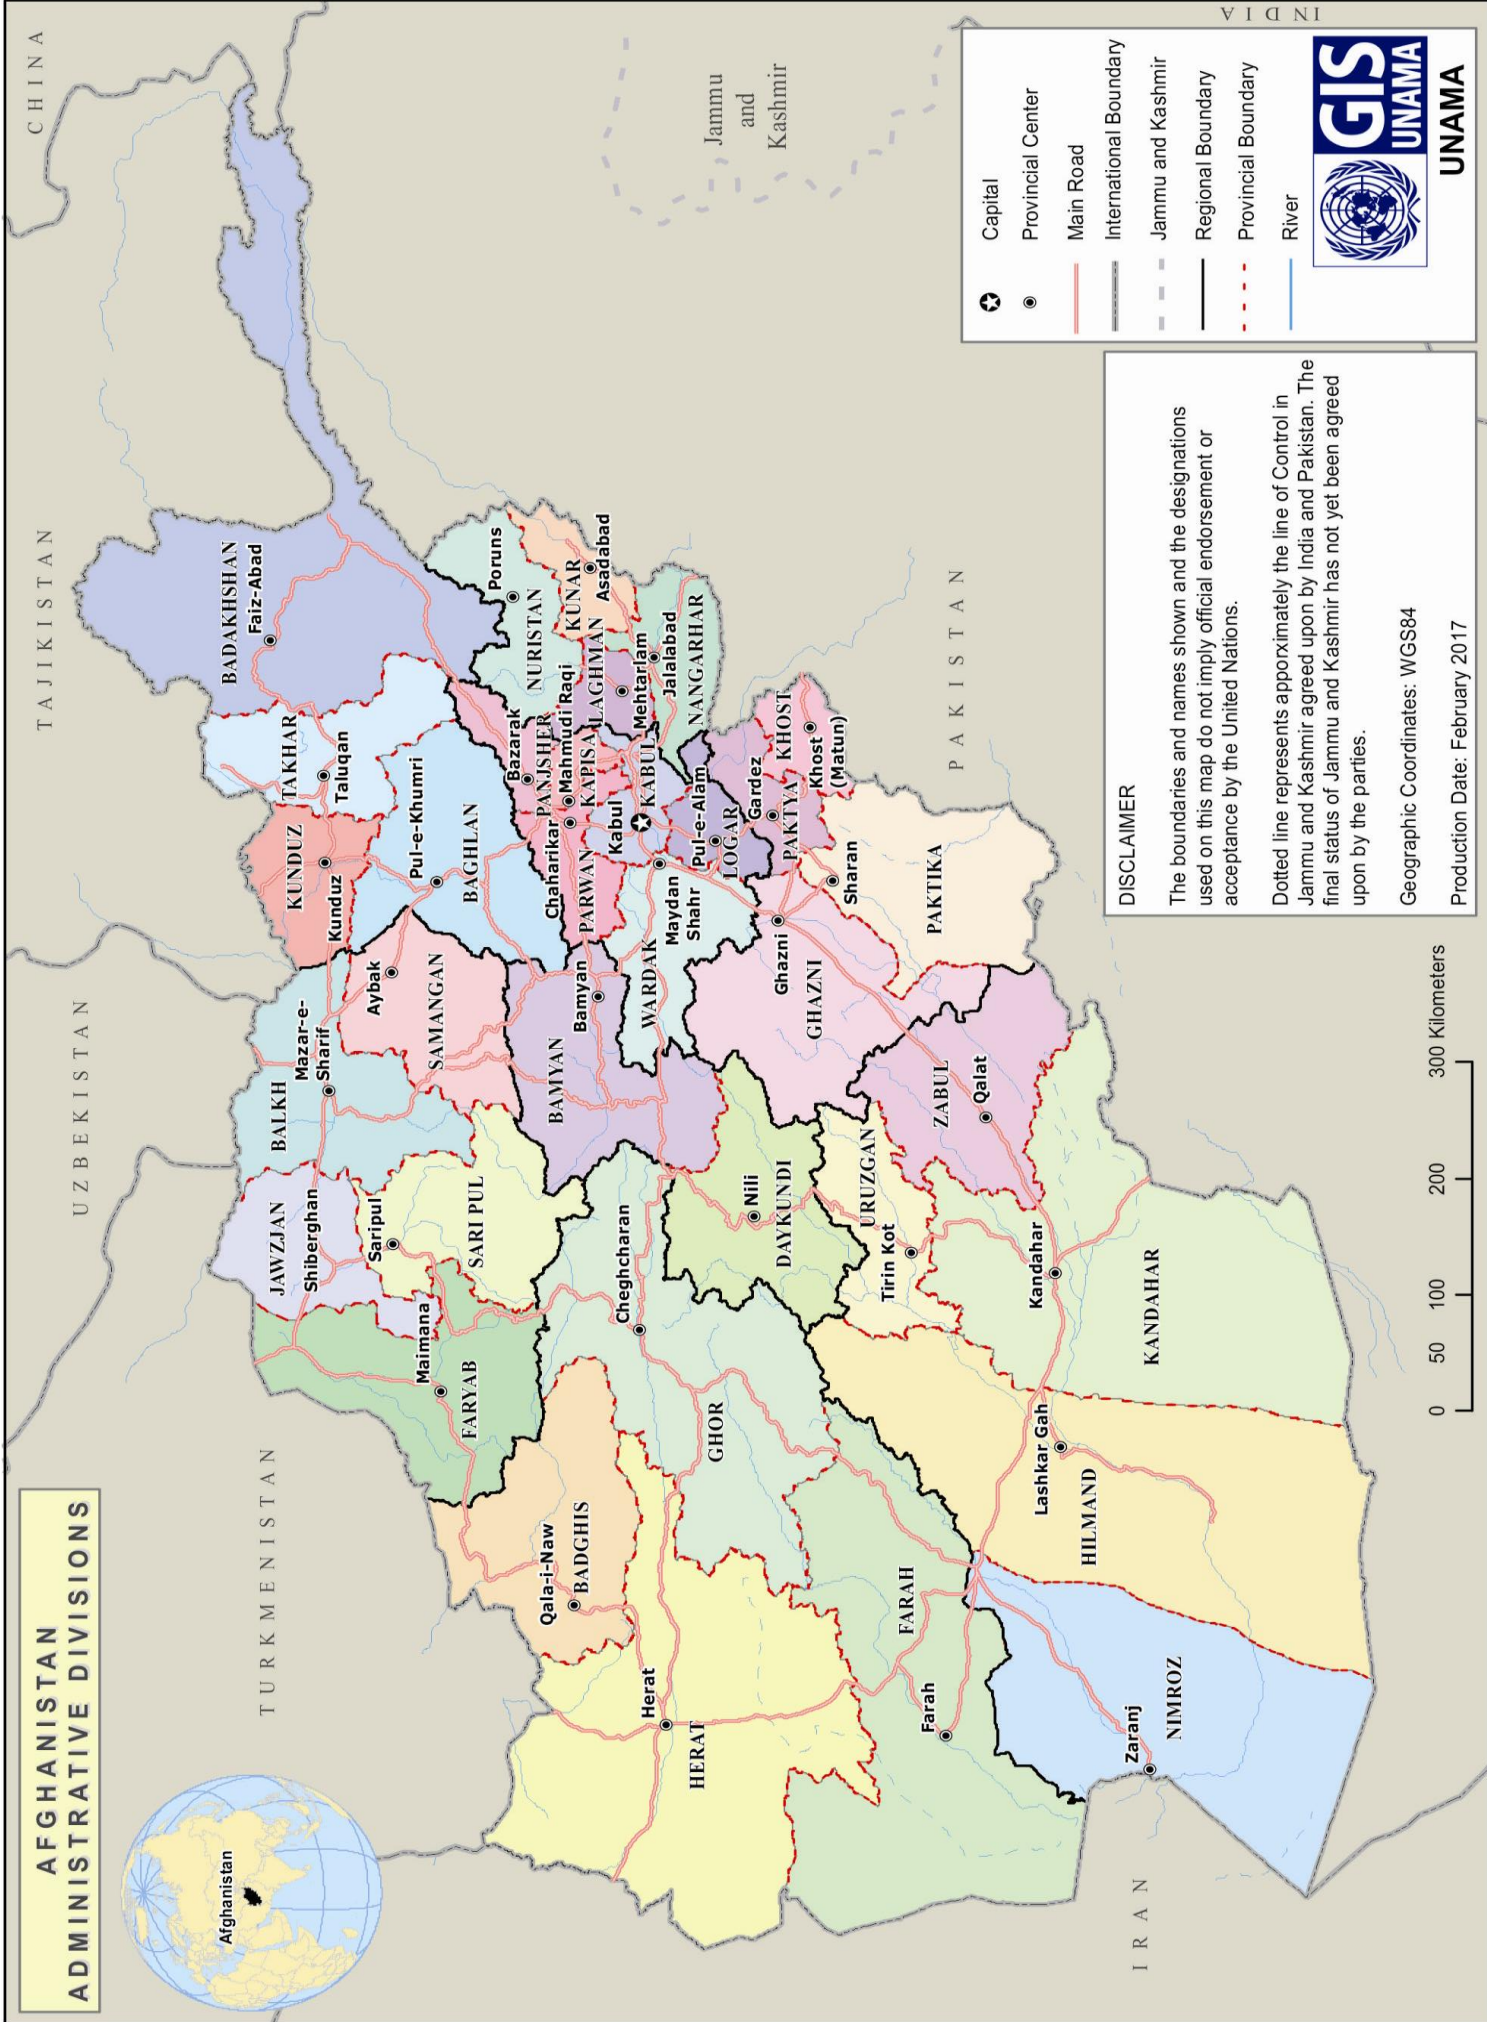 AFGHANISTAN
ADMINISTRATIVE DIVISIONS
Afghanistan
CHINA
TAJIKISTAN
UZBEKISTAN
TURKMENISTAN
IRAN
PAKISTAN
INDIA
Jammu
and
Kashmir
BADAKHSHAN
Faiz-Abad
TAKHAR
Taluqan
KUNDUZ
Kunduz
BALKH
Mazar-e-
Sharif
JAWZJAN
Shiberghan
Saripul
SARI PUL
Aybak
SAMANGAN
Pul-e-Khumri
BAGHLAN
Maimana
FARYAB
Qala-i-Naw
BADGHIS
Herat
HERAT
Cheghcharan
GHOR
BAMYAN
Bamyan
Bazarak
PANJSHER
Mahmudi Raqi
KAPISA
Chaharikar
PARWAN
Poruns
NURISTAN
KUNAR
Asadabad
LAGHMAN
Mehtarlam
Jalalabad
NANGARHAR
Kabul
KABUL
Maydan
Shahr
WARDAK
Pul-e-Alam
LOGAR
Gardez
PAKTYA
KHOST
Khost
(Matun)
Sharan
PAKTIKA
Ghazni
GHAZNI
Nili
DAYKUNDI
URUZGAN
Tirin Kot
ZABUL
Qalat
Kandahar
KANDAHAR
Lashkar Gah
HILMAND
FARAH
Farah
Zaranj
NIMROZ
0 50 100 200 300 Kilometers
DISCLAIMER
The boundaries and names shown and the designations
used on this map do not imply official endorsement or
acceptance by the United Nations.
Dotted line represents apporximately the line of Control in
Jammu and Kashmir agreed upon by India and Pakistan. The
final status of Jammu and Kashmir has not yet been agreed
upon by the parties.
Geographic Coordinates: WGS84
Production Date: February 2017
Capital
Provincial Center
Main Road
International Boundary
Jammu and Kashmir
Regional Boundary
Provincial Boundary
River
GIS
UNAMA
UNAMA